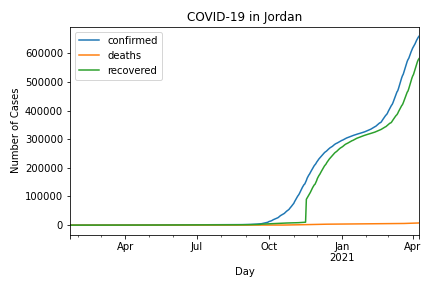 COVID-19 in Jordan
confirmed
deaths
recovered
Number of Cases
600000
500000
400000
300000
200000
100000
0
Apr
Jul
Oct
Jan
2021
Apr
Day